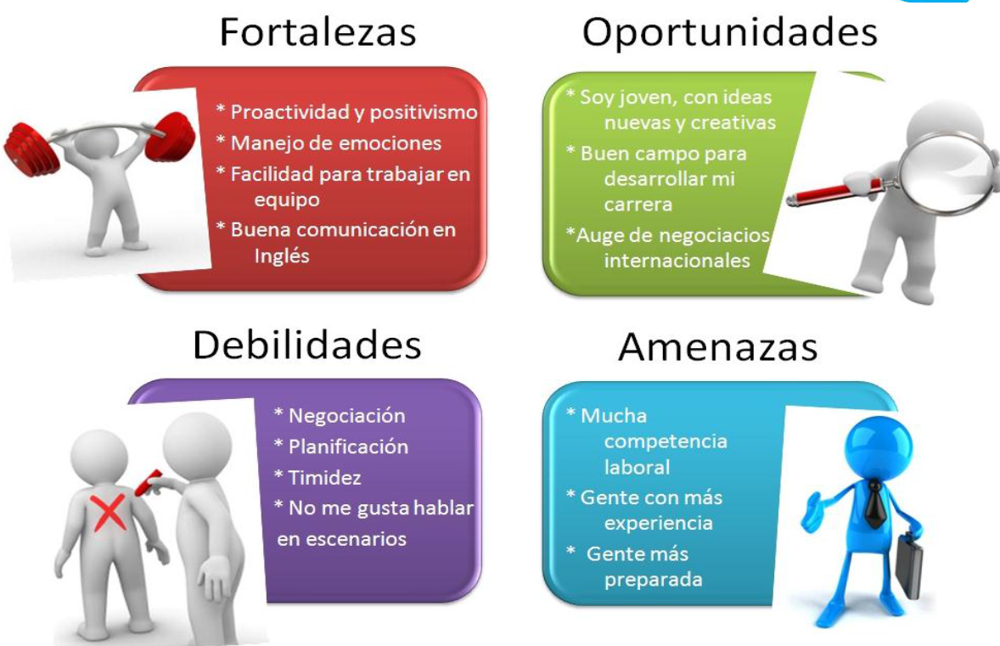 Fortalezas
* Proactividad y positivismo
* Manejo de emociones
* Facilidad para trabajar en
equipo
* Buena comunicación en
Inglés
Oportunidades
* Soy joven, con ideas
nuevas y creativas
* Buen campo para
desarrollar mi
carrera
*Auge de negociacios
internacionales
Debilidades
* Negociación
* Planificación
* Timidez
* No me gusta hablar
en escenarios
Amenazas
* Mucha
competencia
laboral
* Gente con más
experiencia
* Gente más
preparada